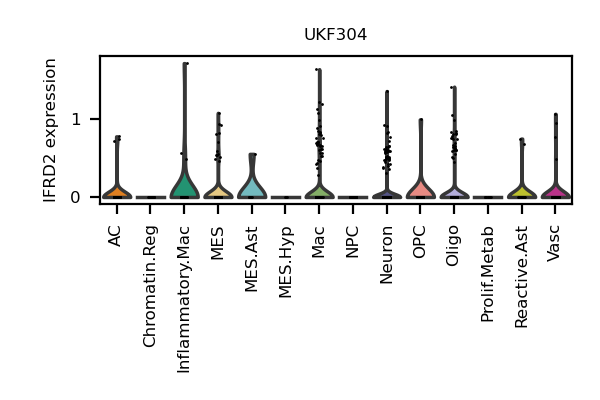 UKF304
IFRD2 expression
1
0
AC
Chromatin.Reg
Inflammatory.Mac
MES
MES.Ast
MES.Hyp
Mac
NPC
Neuron
OPC
Oligo
Prolif.Metab
Reactive.Ast
Vasc